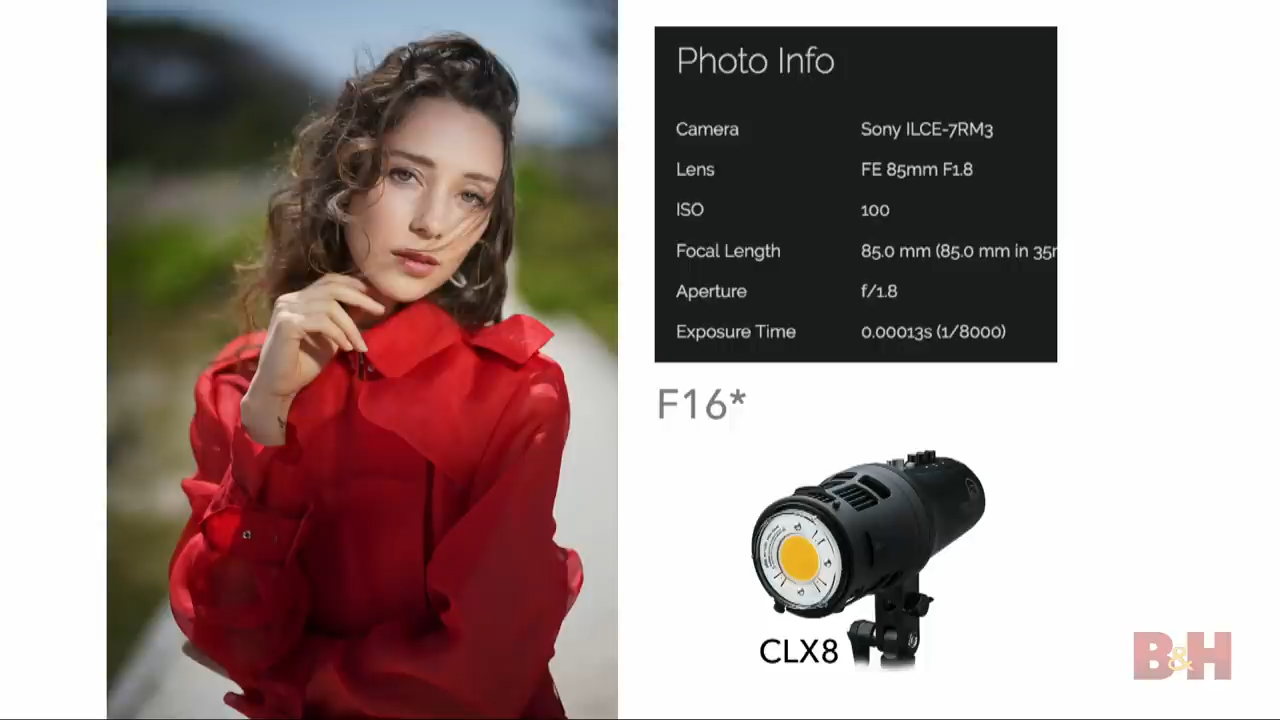 Photo Info
Camera Sony ILCE-7RM3
Lens FE 85mm F1.8
ISO 100
Focal Length 85.0 mm (85.0 mm in 35
Aperture f/1.8
Exposure Time 0.00013s (1/8000)
F16*
CLX8
B&H